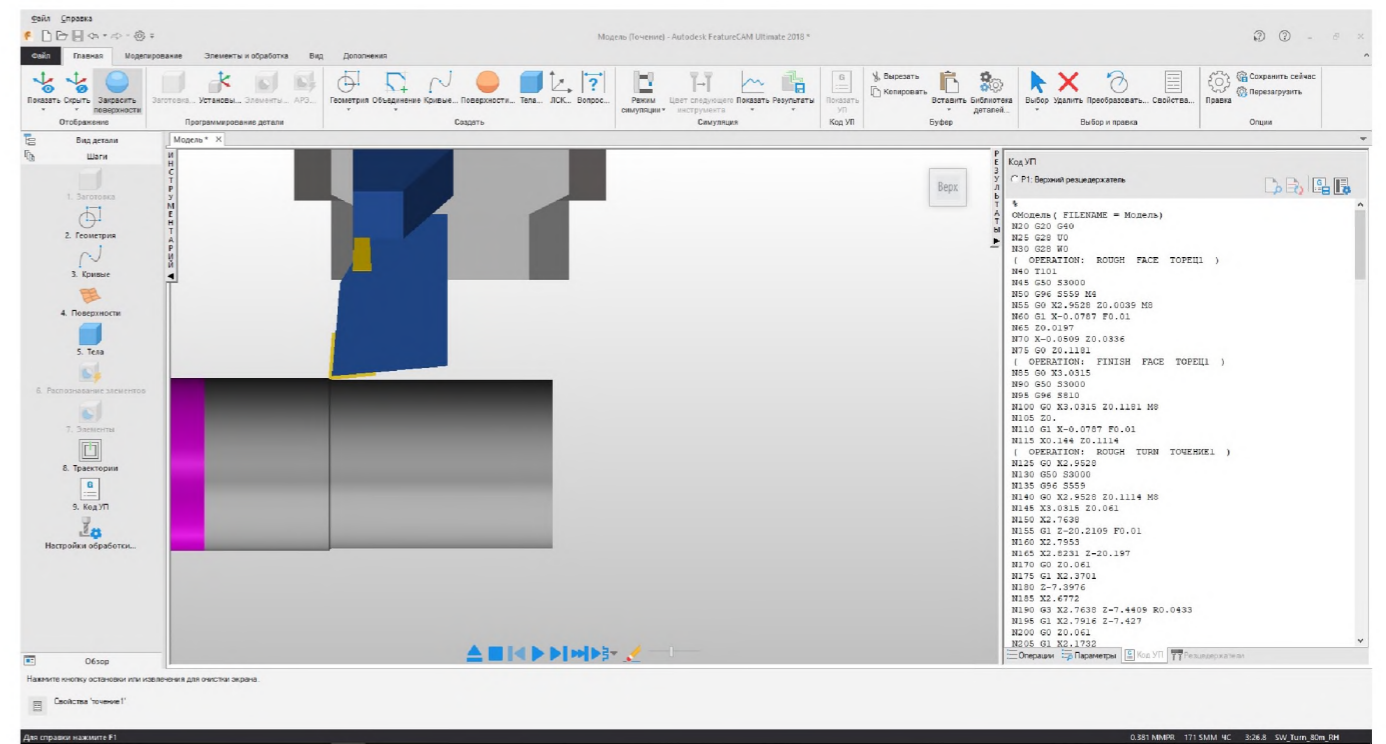 Файл Справка
Модель (Точение) - Autodesk FeatureCAM Ultimate 2018 *
Файл Главная Моделирование Элементы и обработка Вид Дополнения
Показать Скрыть Закрасить поверхности
Заготовка... Установы... Элементы... АРЭ...
Геометрия Объединение Кривые... Поверхности... Тела... ЛСК... Вопрос...
Режим симуляции Цвет следующего инструмента Показать Результаты
Показать УП
Вырезать
Копировать
Вставить Библиотека деталей...
Выбор Удалить Преобразовать... Свойства...
Правка
Сохранить сейчас
Перезагрузить
Отображение Программирование детали Создать Симуляция Код УП Буфер Выбор и правка Опции
Вид детали
Шаги
1. Заготовка
2. Геометрия
3. Кривые
4. Поверхности
5. Тела
6. Распознавание элементов
7. Элементы
8. Траектории
9. Код УП
Настройки обработки...
Обзор
Модель * X
ИНСТРУМЕНТАРИЙ
Верх
РЕЗУЛЬТАТЫ
Код УП
P1: Верхний резцедержатель
%
OМодель( FILENAME = Модель)
N20 G20 G40
N25 G28 U0
N30 G28 W0
( OPERATION: ROUGH FACE ТОРЕЦ1 )
N40 T101
N45 G50 S3000
N50 G96 S559 M4
N55 G0 X2.9528 Z0.0039 M8
N60 G1 X-0.0787 F0.01
N65 Z0.0197
N70 X-0.0509 Z0.0336
N75 G0 Z0.1181
( OPERATION: FINISH FACE ТОРЕЦ1 )
N85 G0 X3.0315
N90 G50 S3000
N95 G96 S810
N100 G0 X3.0315 Z0.1181 M8
N105 Z0.
N110 G1 X-0.0787 F0.01
N115 X0.144 Z0.1114
( OPERATION: ROUGH TURN ТОЧЕНИЕ1 )
N125 G0 X2.9528
N130 G50 S3000
N135 G96 S559
N140 G0 X2.9528 Z0.1114 M8
N145 X3.0315 Z0.061
N150 X2.7638
N155 G1 Z-20.2109 F0.01
N160 X2.7953
N165 X2.8231 Z-20.197
N170 G0 Z0.061
N175 G1 X2.3701
N180 Z-7.3976
N185 X2.6772
N190 G3 X2.7638 Z-7.4409 R0.0433
N195 G1 X2.7916 Z-7.427
N200 G0 Z0.061
N205 G1 X2.1732
Операции Параметры Код УП Резцедержатели
Нажмите кнопку остановки или извлечения для очистки экрана.
Свойства 'точение1'
Для справки нажмите F1
0.381 MMPR 171 SMM ЧС 3:26.8 SW_Turn_80m_RH